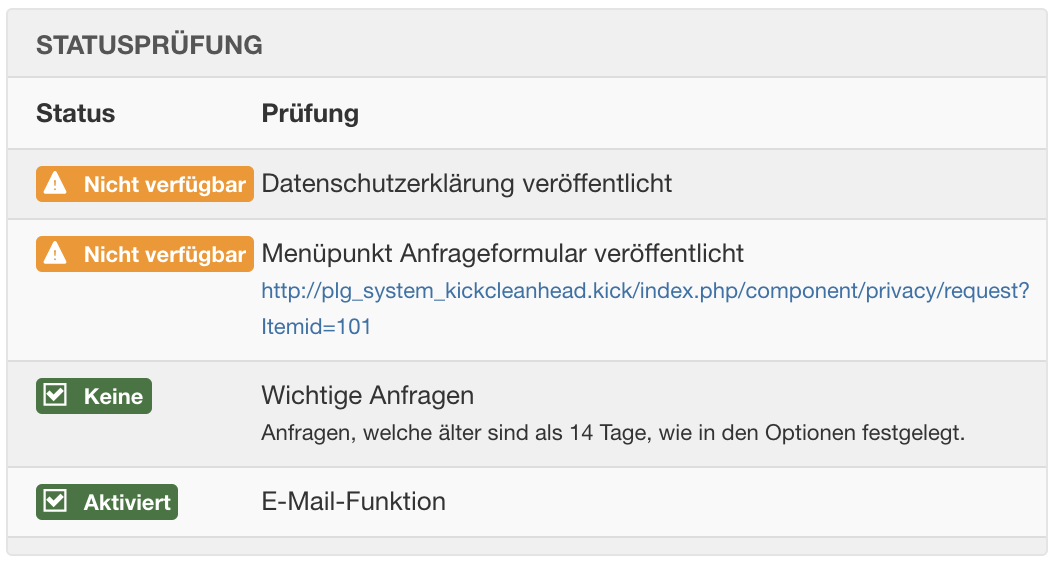 STATUSPRÜFUNG
Status Prüfung
Nicht verfügbar Datenschutzerklärung veröffentlicht
Nicht verfügbar Menüpunkt Anfrageformular veröffentlicht
http://plg_system_kickcleanhead.kick/index.php/component/privacy/request?
Itemid=101
Keine Wichtige Anfragen
Anfragen, welche älter sind als 14 Tage, wie in den Optionen festgelegt.
Aktiviert E-Mail-Funktion